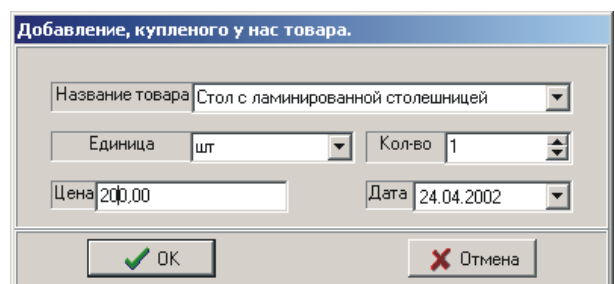 Добавление, купленого у нас товара.
Название товара Стол с ламинированной столешницей
Единица шт Кол-во 1
Цена 200,00 Дата 24.04.2002
OK Отмена